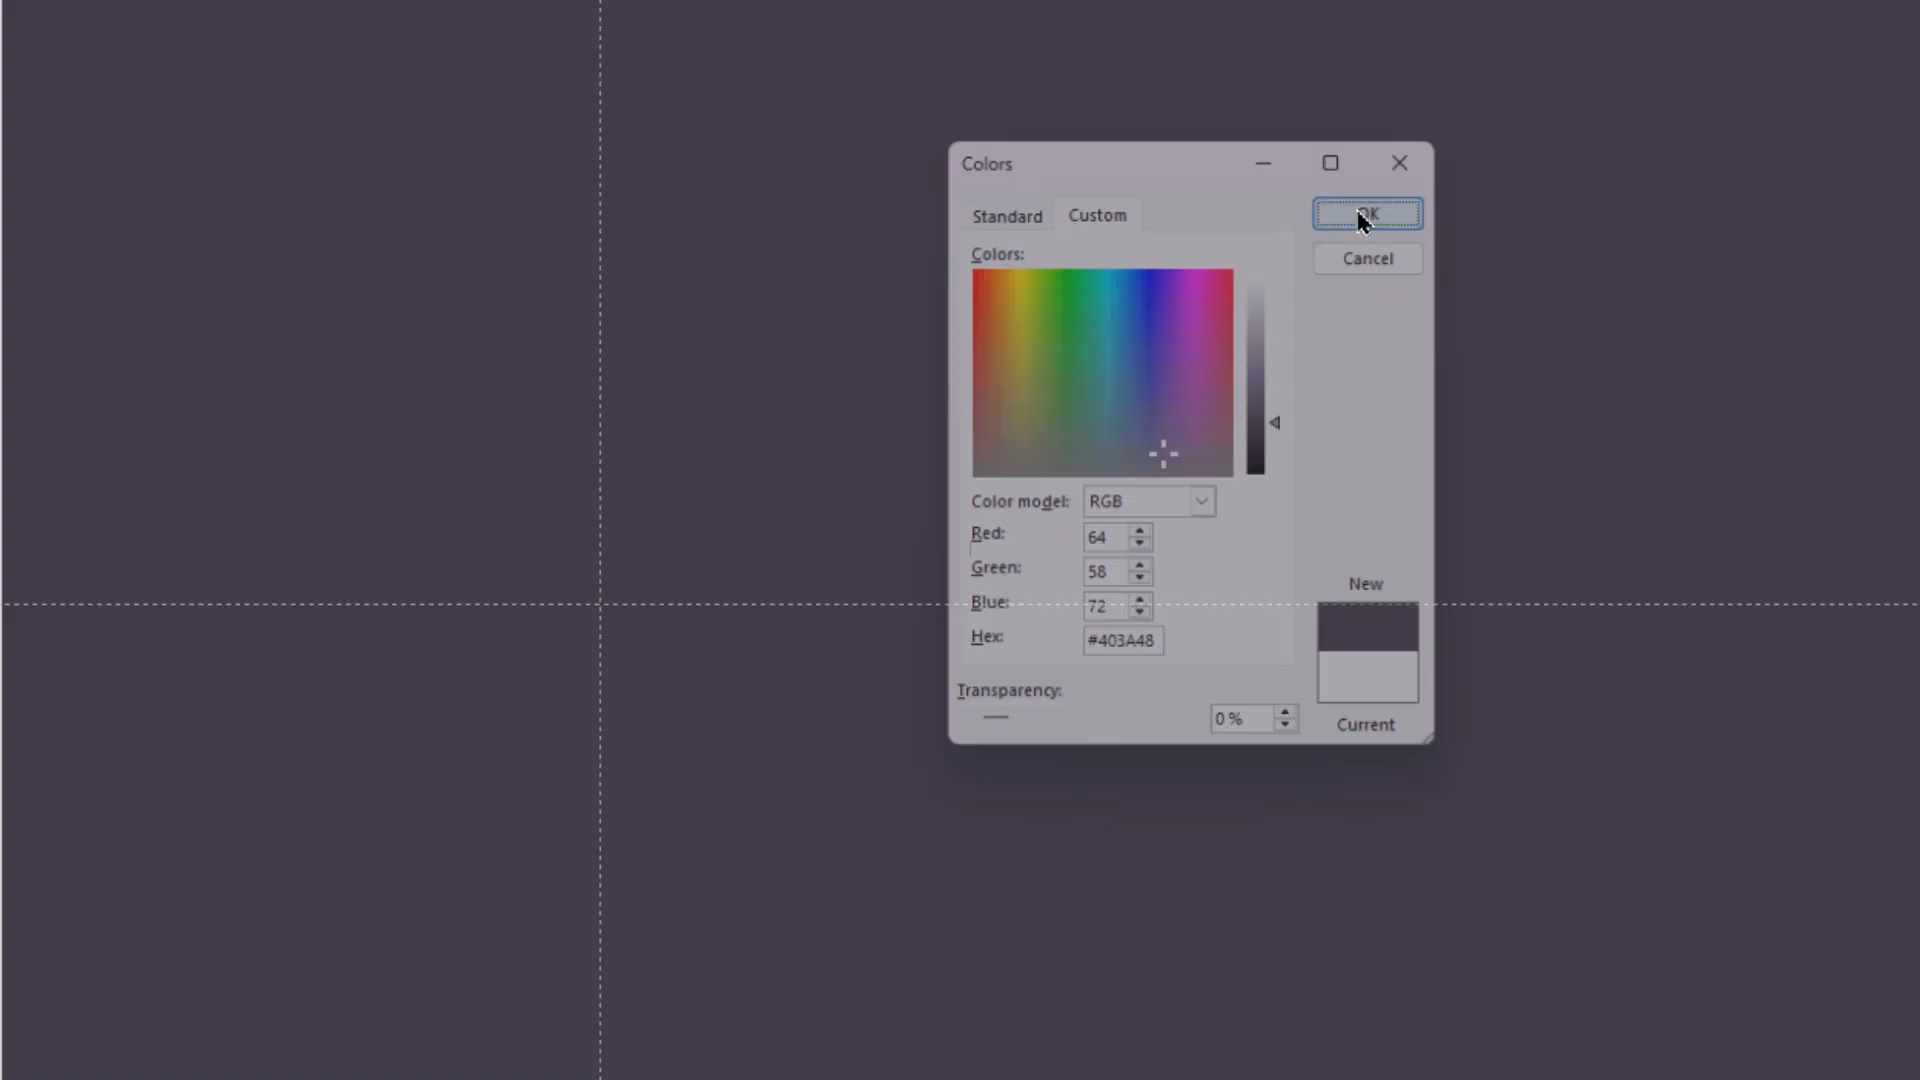 Colors
Standard Custom
OK
Cancel
Colors:
Color model: RGB
Red: 64
Green: 58
Blue: 72
Hex: #403A48
New
Current
Transparency:
0 %